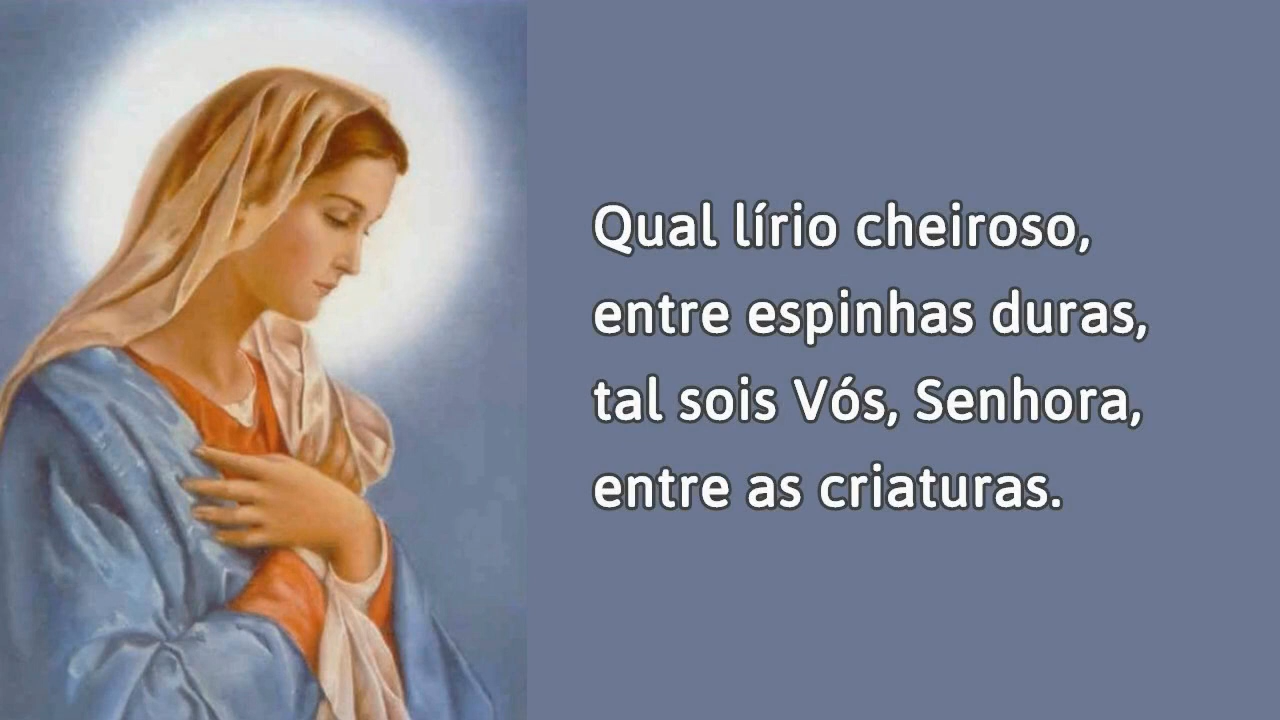 Qual lírio cheiroso,
entre espinhas duras,
tal sois Vós, Senhora,
entre as criaturas.